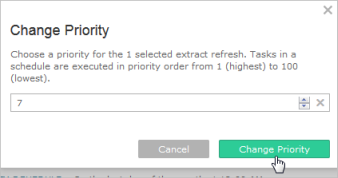 Change Priority
Choose a priority for the 1 selected extract refresh. Tasks in a
schedule are executed in priority order from 1 (highest) to 100
(lowest).
7
Cancel
Change Priority